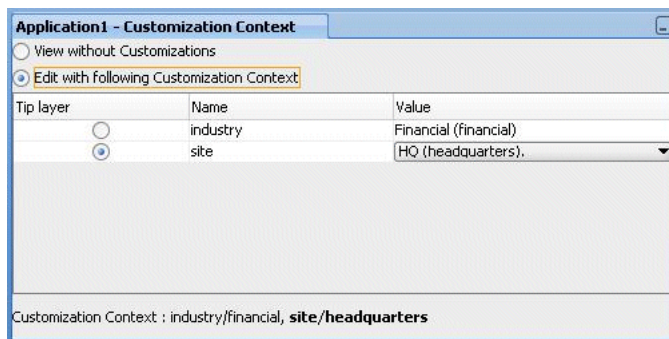 Application1 - Customization Context
View without Customizations
Edit with following Customization Context
Tip layer Name Value
industry Financial (financial)
site HQ (headquarters).
Customization Context : industry/financial, site/headquarters